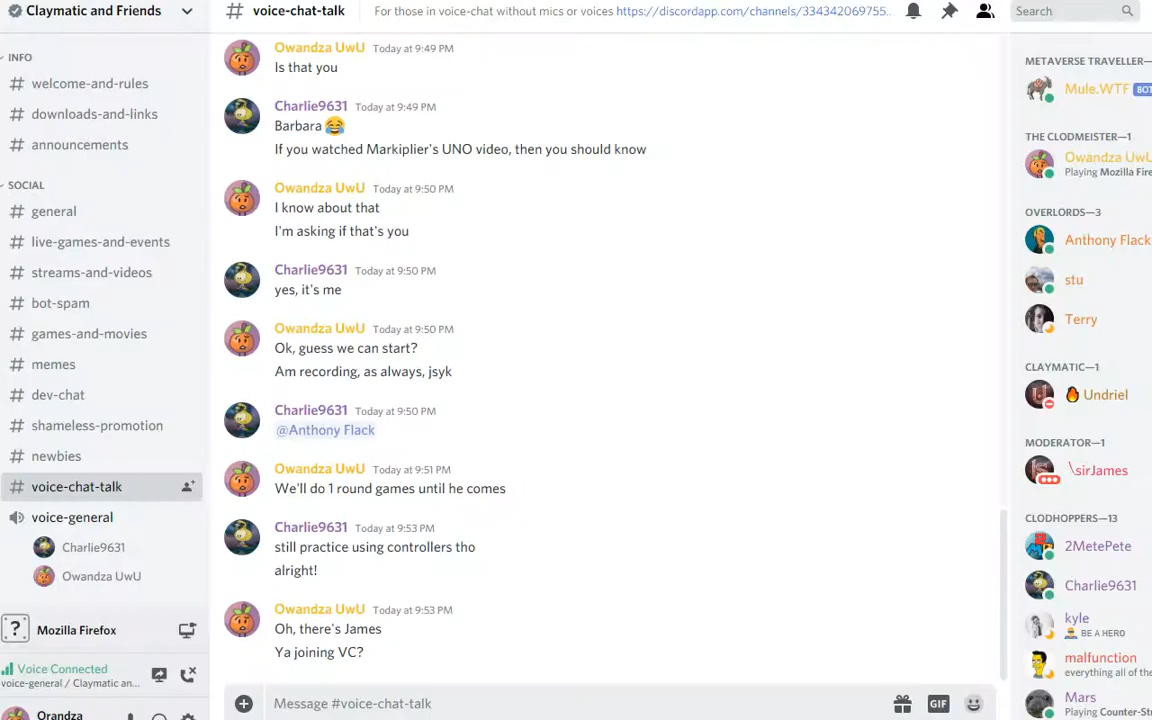 Claymatic and Friends
INFO
welcome-and-rules
downloads-and-links
announcements
SOCIAL
general
live-games-and-events
streams-and-videos
bot-spam
games-and-movies
memes
dev-chat
shameless-promotion
newbies
voice-chat-talk
voice-general
Charlie9631
Owandza UwU
Mozilla Firefox
Voice Connected
voice-general / Claymatic an...
Orandza
# voice-chat-talk
For those in voice-chat without mics or voices https://discordapp.com/channels/334342069755...
Search
Owandza UwU Today at 9:49 PM
Is that you
Charlie9631 Today at 9:49 PM
Barbara 😂
If you watched Markiplier's UNO video, then you should know
Owandza UwU Today at 9:50 PM
I know about that
I'm asking if that's you
Charlie9631 Today at 9:50 PM
yes, it's me
Owandza UwU Today at 9:50 PM
Ok, guess we can start?
Am recording, as always, jsyk
Charlie9631 Today at 9:50 PM
@Anthony Flack
Owandza UwU Today at 9:51 PM
We'll do 1 round games until he comes
Charlie9631 Today at 9:53 PM
still practice using controllers tho
alright!
Owandza UwU Today at 9:53 PM
Oh, there's James
Ya joining VC?
Message #voice-chat-talk
GIF
METAVERSE TRAVELLER—
Mule.WTF BOT
THE CLODMEISTER—1
Owandza UwU
Playing Mozilla Fire
OVERLORDS—3
Anthony Flack
stu
Terry
CLAYMATIC—1
🔥 Undriel
MODERATOR—1
\sirJames
CLODHOPPERS—13
2MetePete
Charlie9631
kyle
BE A HERO
malfunction
everything all of the
Mars
Playing Counter-St